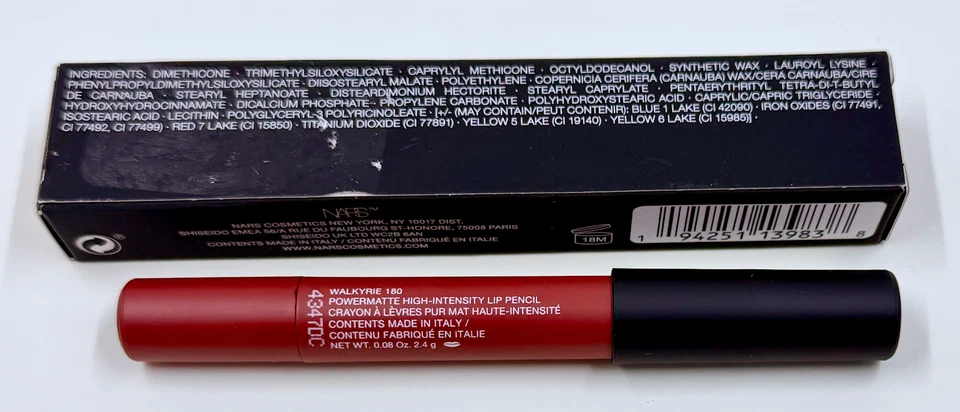 INGREDIENTS: DIMETHICONE · TRIMETHYLSILOXYSILICATE · CAPRYLYL METHICONE · OCTYLDODECANOL · SYNTHETIC WAX · LAUROYL LYSINE ·
PHENYLPROPYLDIMETHYLSILOXYSILICATE · DIISOSTEARYL MALATE · POLYETHYLENE · COPERNICIA CERIFERA (CARNAUBA) WAX/CERA CARNAUBA/CIRE
DE CARNAUBA · STEARYL HEPTANOATE · DISTEARDIMONIUM HECTORITE · STEARYL CAPRYLATE · PENTAERYTHRITYL TETRA-DI-T-BUTYL
HYDROXYHYDROCINNAMATE · DICALCIUM PHOSPHATE · PROPYLENE CARBONATE · POLYHYDROXYSTEARIC ACID · CAPRYLIC/CAPRIC TRIGLYCERIDE ·
ISOSTEARIC ACID · LECITHIN · POLYGLYCERYL-3 POLYRICINOLEATE · [+/- (MAY CONTAIN/PEUT CONTENIR): BLUE 1 LAKE (CI 42090) · IRON OXIDES (CI 77491,
CI 77492, CI 77499) · RED 7 LAKE (CI 15850) · TITANIUM DIOXIDE (CI 77891) · YELLOW 5 LAKE (CI 19140) · YELLOW 6 LAKE (CI 15985)] ·
NARS™
NARS COSMETICS NEW YORK, NY 10017 DIST.
SHISEIDO EMEA 56/A RUE DU FAUBOURG ST-HONORE, 75008 PARIS
SHISEIDO UK LTD WC2B 6AN
CONTENTS MADE IN ITALY / CONTENU FABRIQUÉ EN ITALIE
WWW.NARSCOSMETICS.COM
18M
1 94251 13983 8
WALKYRIE 180
POWERMATTE HIGH-INTENSITY LIP PENCIL
CRAYON À LÈVRES PUR MAT HAUTE-INTENSITÉ
CONTENTS MADE IN ITALY /
CONTENU FABRIQUÉ EN ITALIE
NET WT. 0.08 Oz. 2.4 g
4347DC